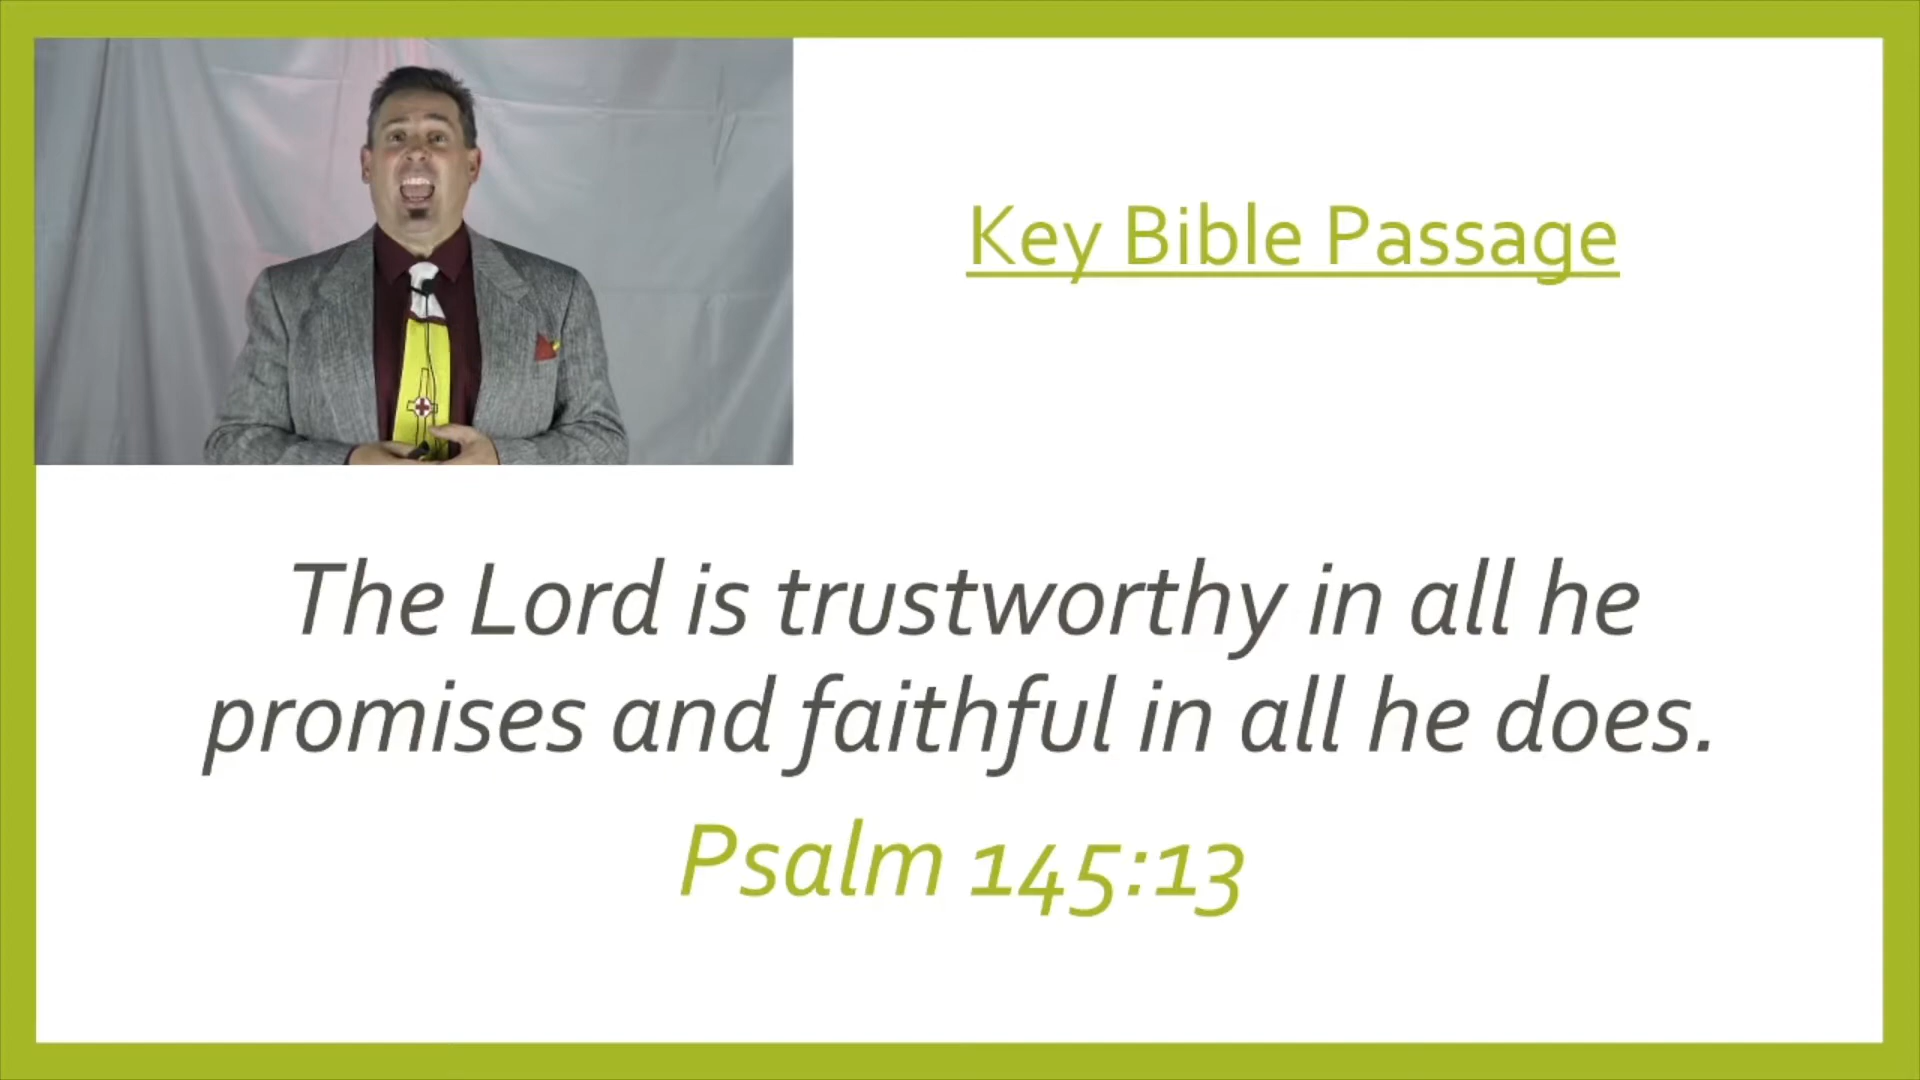 Key Bible Passage
The Lord is trustworthy in all he
promises and faithful in all he does.
Psalm 145:13